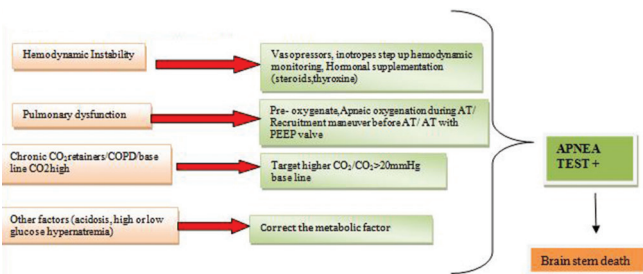 Hemodynamic Instability
Vasopressors, inotropes step up hemodynamic
monitoring, Hormonal supplementation
(steroids,thyroxine)
Pulmonary dysfunction
Pre- oxygenate,Apneic oxygenation during AT/
Recruitment maneuver before AT/ AT with
PEEP valve
Chronic CO2retainers/COPD/base
line CO2high
Target higher CO2/CO2>20mmHg
base line
Other factors (acidosis, high or low
glucose hypernatremia)
Correct the metabolic factor
APNEA
TEST +
Brain stem death